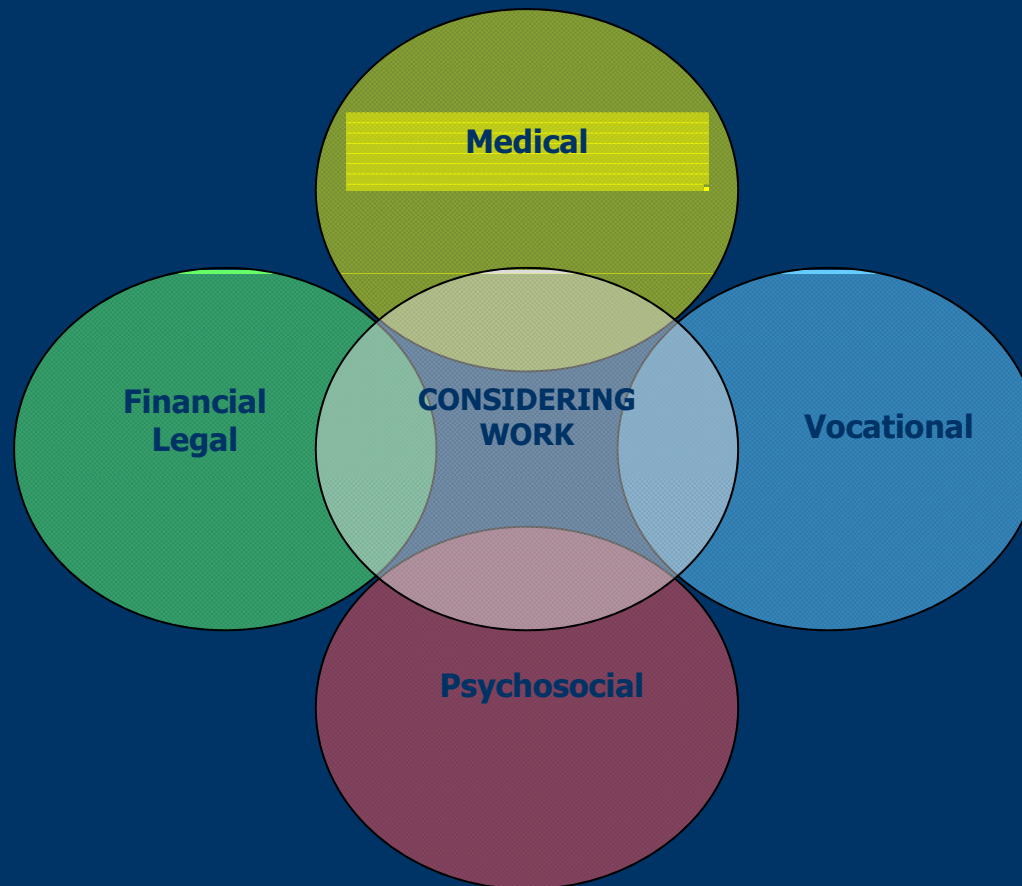 Medical
Financial
Legal
CONSIDERING
WORK
Vocational
Psychosocial